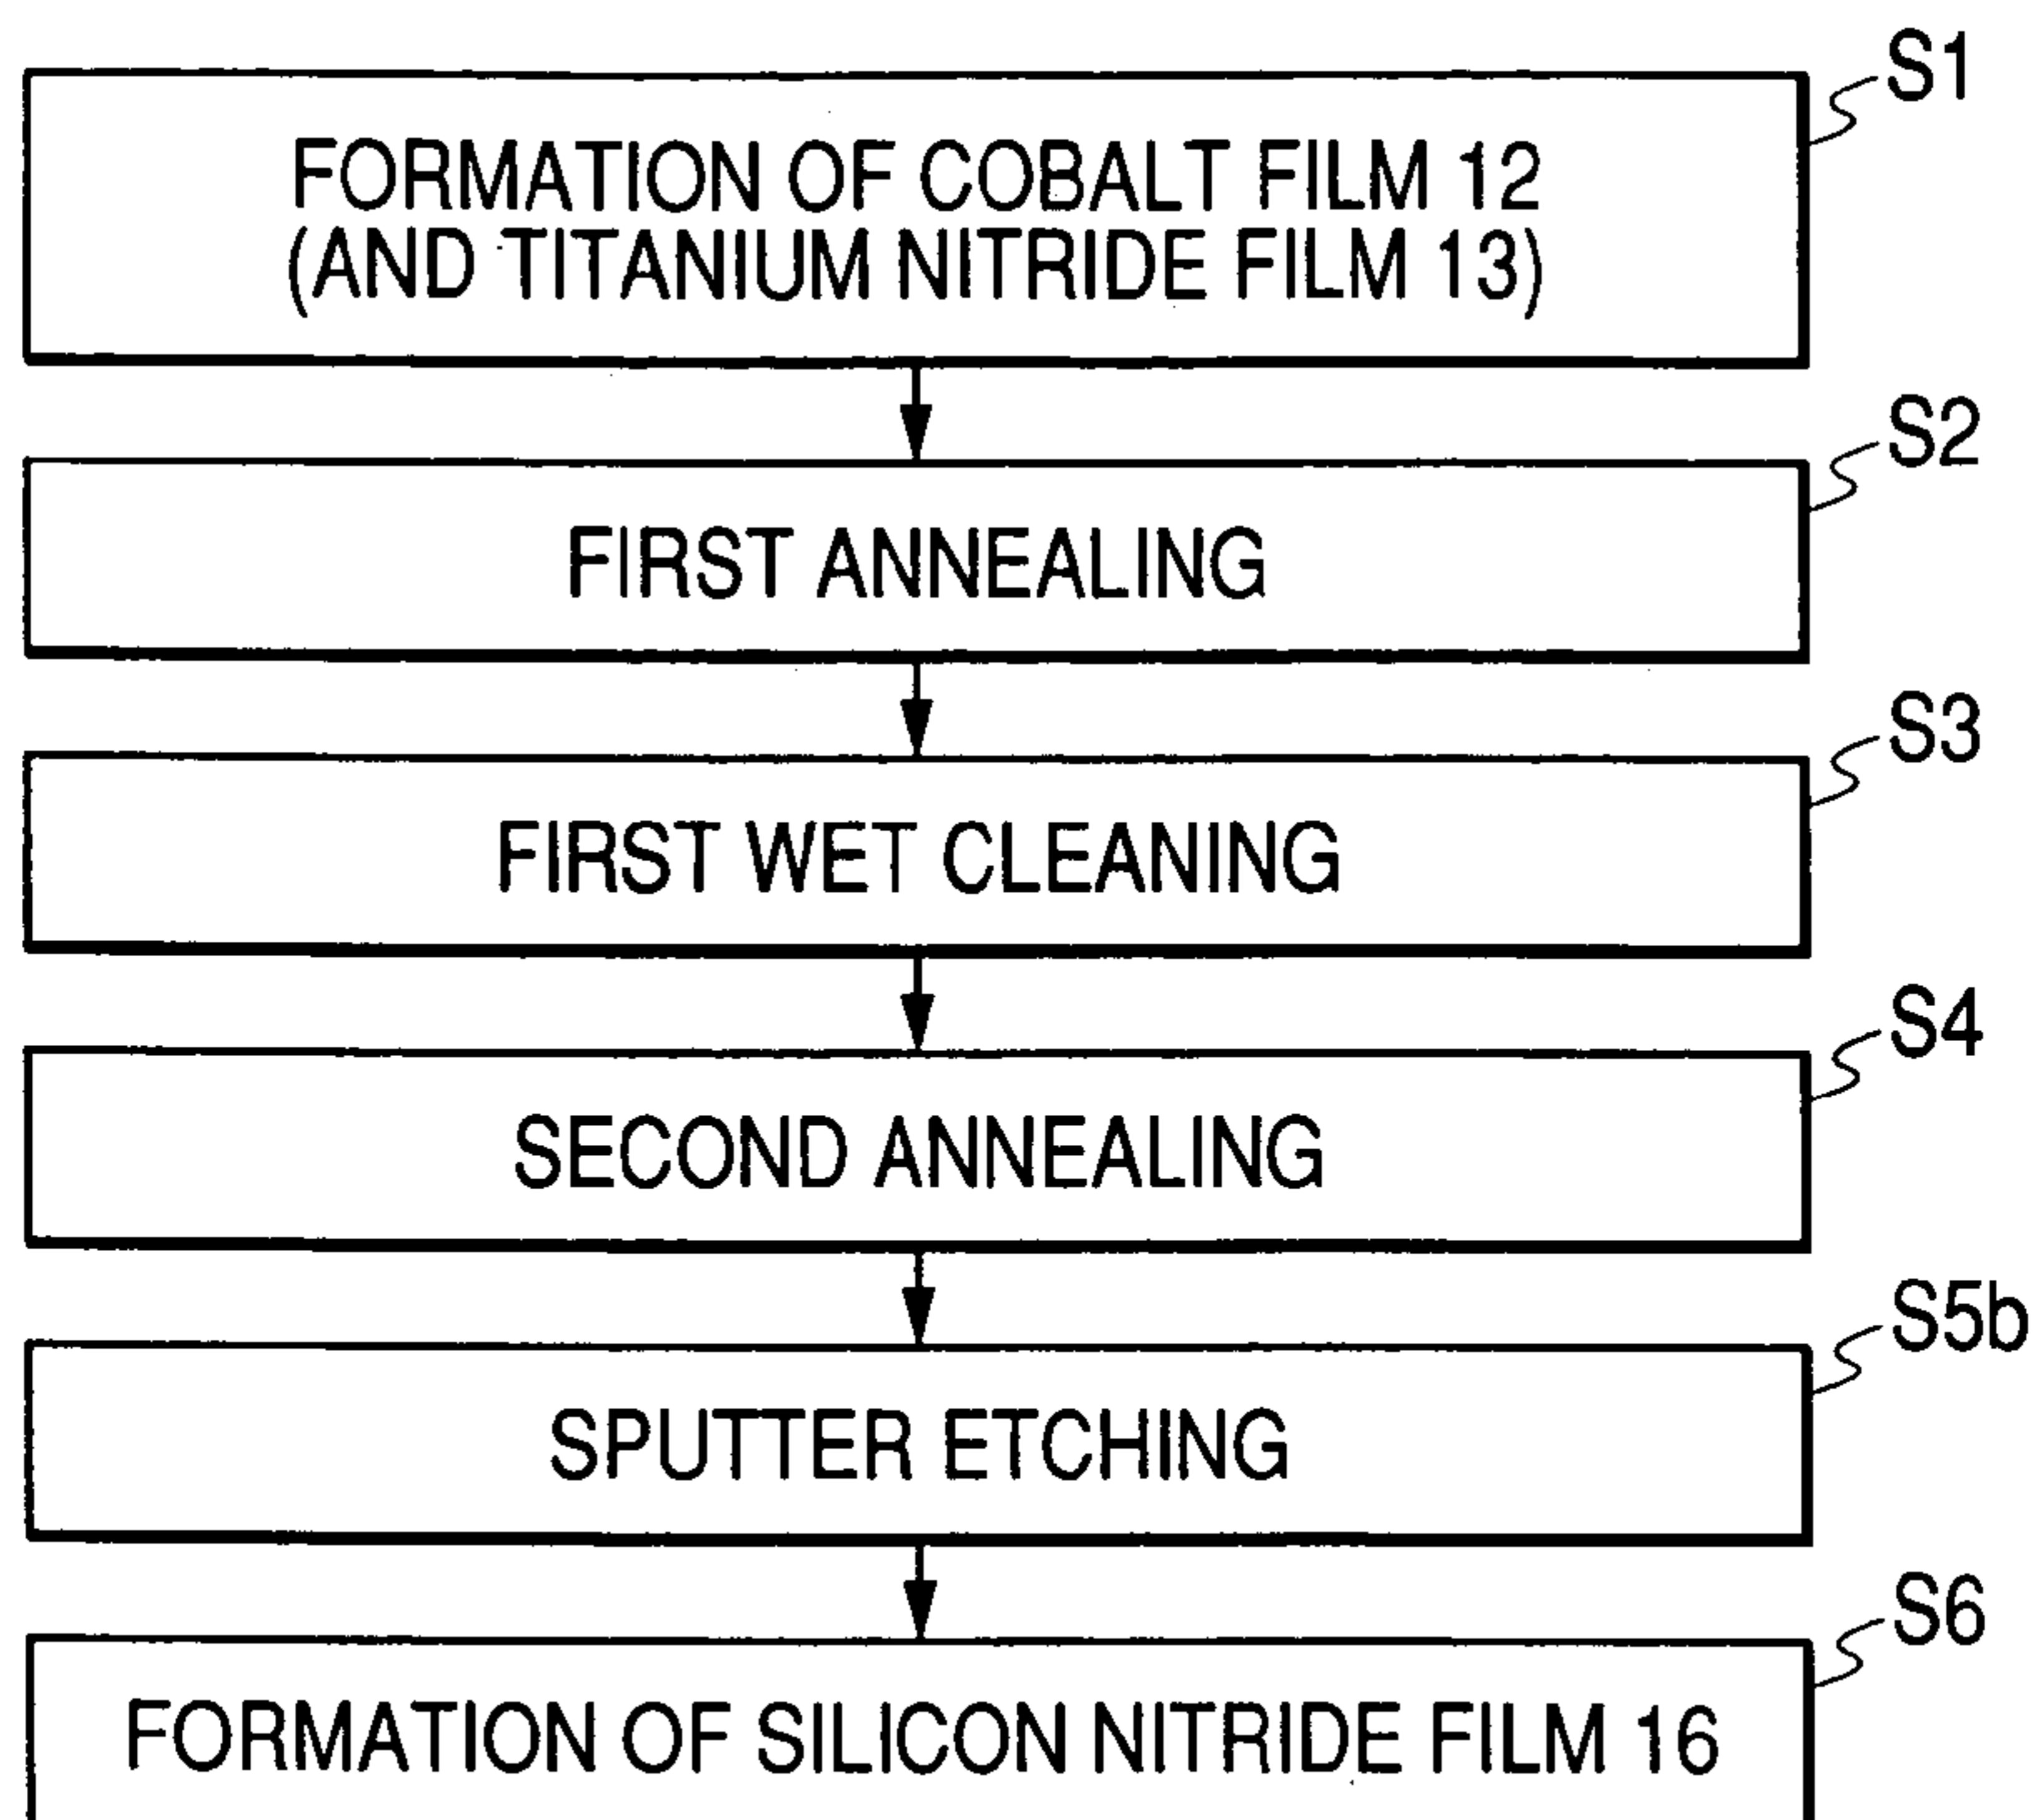 S1
FORMATION OF COBALT FILM 12
(AND TITANIUM NITRIDE FILM 13)
S2
FIRST ANNEALING
S3
FIRST WET CLEANING
S4
SECOND ANNEALING
S5b
SPUTTER ETCHING
S6
FORMATION OF SILICON NITRIDE FILM 16